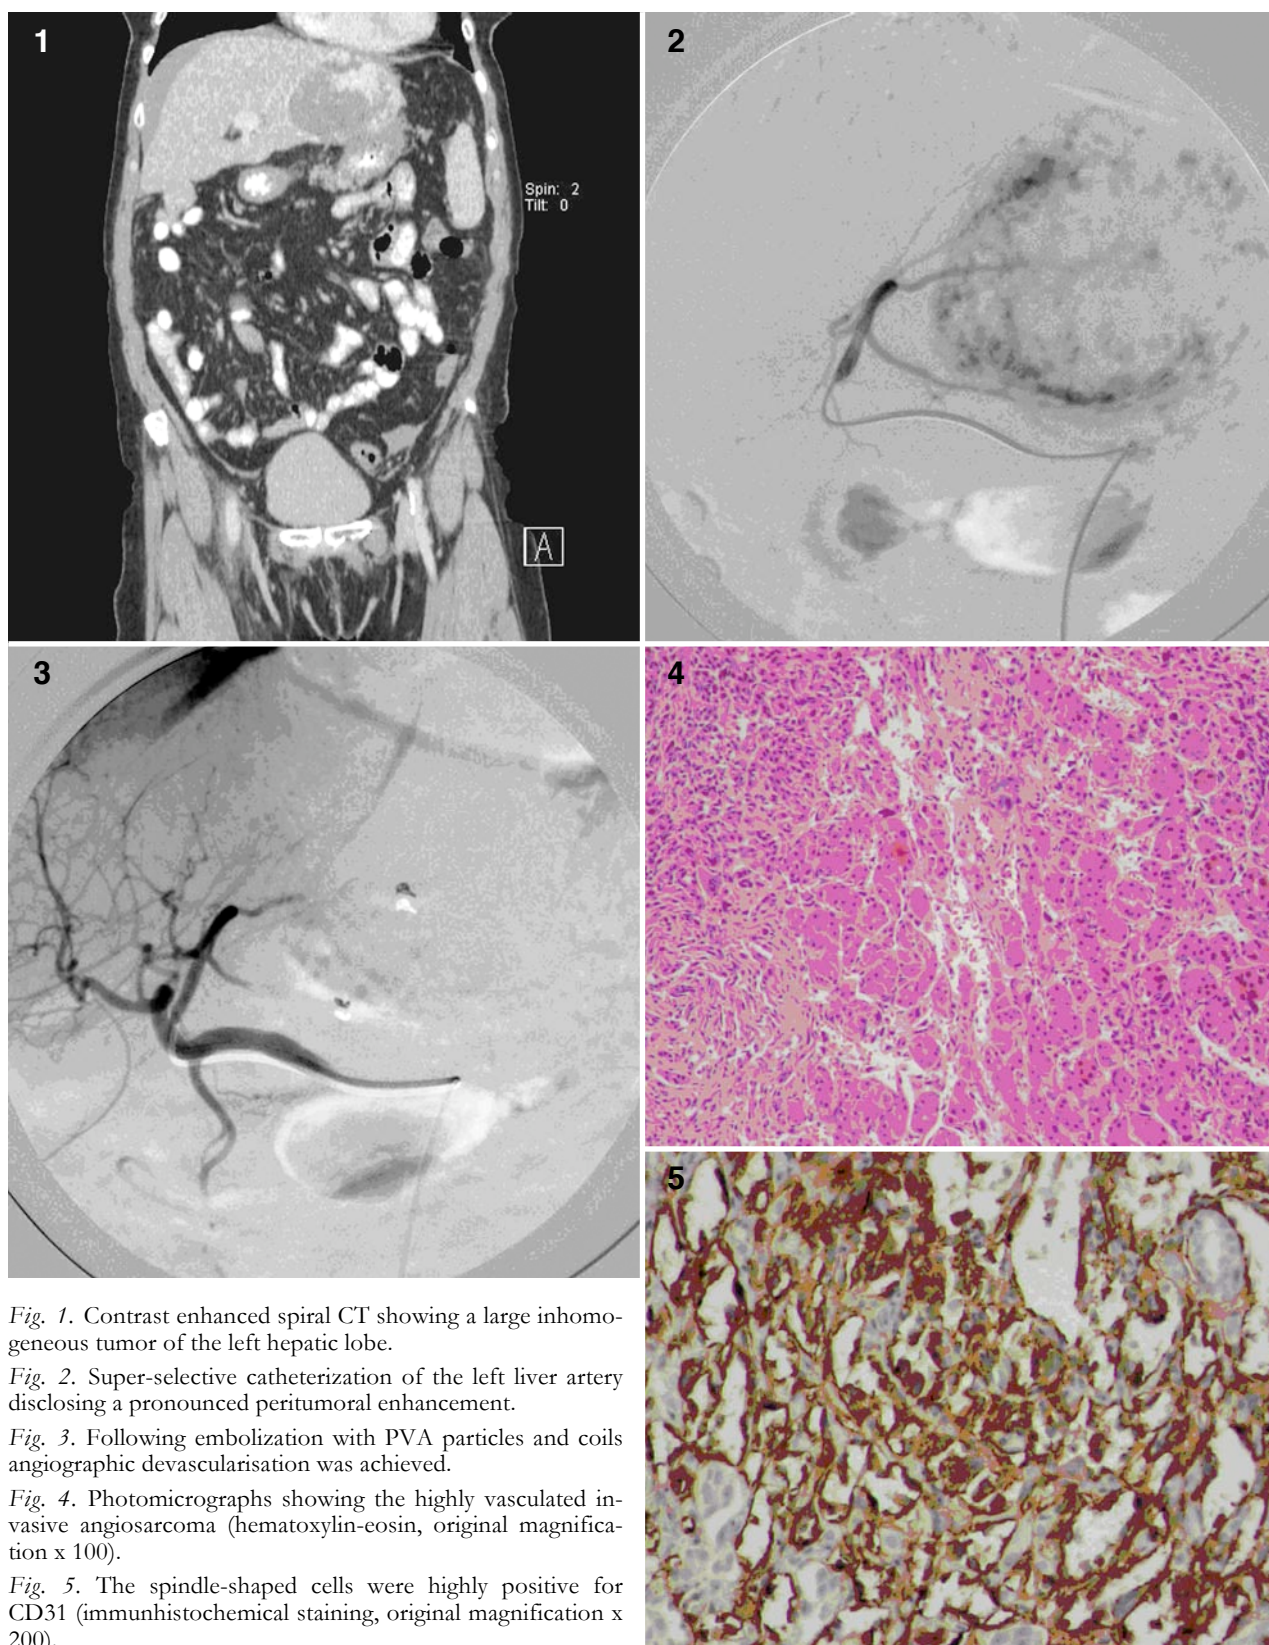 1
Spin: 2
Tilt: 0
A
2
3
4
5
Fig. 1. Contrast enhanced spiral CT showing a large inhomo-
geneous tumor of the left hepatic lobe.
Fig. 2. Super-selective catheterization of the left liver artery
disclosing a pronounced peritumoral enhancement.
Fig. 3. Following embolization with PVA particles and coils
angiographic devascularisation was achieved.
Fig. 4. Photomicrographs showing the highly vasculated in-
vasive angiosarcoma (hematoxylin-eosin, original magnifica-
tion x 100).
Fig. 5. The spindle-shaped cells were highly positive for
CD31 (immunhistochemical staining, original magnification x
200).